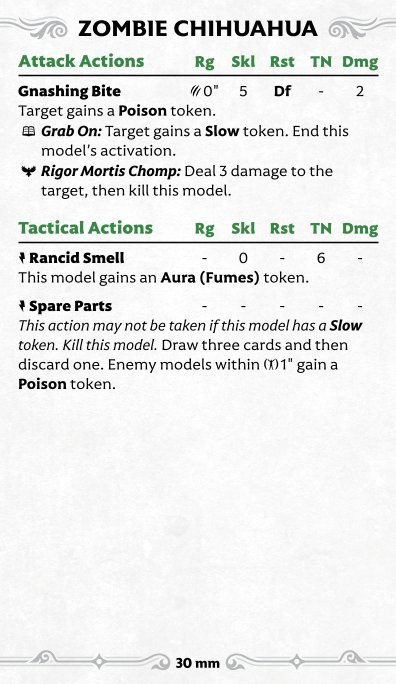 ZOMBIE CHIHUAHUA
Attack Actions Rg Skl Rst TN Dmg
Gnashing Bite 0" 5 Df - 2
Target gains a Poison token.
Grab On: Target gains a Slow token. End this
model's activation.
Rigor Mortis Chomp: Deal 3 damage to the
target, then kill this model.
Tactical Actions Rg Skl Rst TN Dmg
Rancid Smell - 0 - 6 -
This model gains an Aura (Fumes) token.
Spare Parts - - - - -
This action may not be taken if this model has a Slow
token. Kill this model. Draw three cards and then
discard one. Enemy models within 1" gain a
Poison token.
30 mm